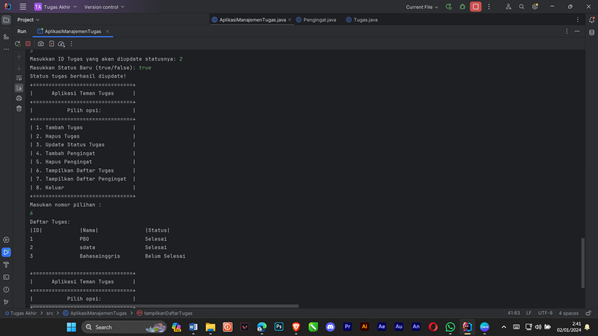 TA Tugas Akhir Version control Current File
AplikasiManajemenTugas.java Pengingat.java Tugas.java
Run AplikasiManajemenTugas
Masukkan ID Tugas yang akan diupdate statusnya: 2
Masukkan Status Baru (true/false): true
Status tugas berhasil diupdate!
+===============================+
| Aplikasi Teman Tugas |
+===============================+
| Pilih opsi: |
+===============================+
| 1. Tambah Tugas |
| 2. Hapus Tugas |
| 3. Update Status Tugas |
| 4. Tambah Pengingat |
| 5. Hapus Pengingat |
| 6. Tampilkan Daftar Tugas |
| 7. Tampilkan Daftar Pengingat |
| 8. Keluar |
+===============================+
Masukan nomor pilihan :
6
Daftar Tugas:
|ID| |Nama| |Status|
1 PBO Selesai
2 sdata Selesai
3 Bahasainggris Belum Selesai
+===============================+
| Aplikasi Teman Tugas |
+===============================+
| Pilih opsi: |
Tugas Akhir > src > AplikasiManajemenTugas > tampilkanDaftarTugas 41:63 LF UTF-8 4 spaces
Search 2:41
02/01/2024